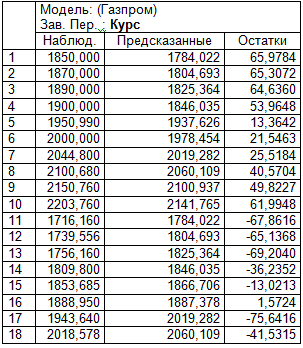 Модель: (Газпром)
Зав. Пер. : Курс
Наблюд. Предсказанные Остатки
1 1850,000 1784,022 65,9784
2 1870,000 1804,693 65,3072
3 1890,000 1825,364 64,6360
4 1900,000 1846,035 53,9648
5 1950,990 1937,626 13,3642
6 2000,000 1978,454 21,5463
7 2044,800 2019,282 25,5184
8 2100,680 2060,109 40,5704
9 2150,760 2100,937 49,8227
10 2203,760 2141,765 61,9948
11 1716,160 1784,022 -67,8616
12 1739,556 1804,693 -65,1368
13 1756,160 1825,364 -69,2040
14 1809,800 1846,035 -36,2352
15 1853,685 1866,706 -13,0213
16 1888,950 1887,378 1,5724
17 1943,640 2019,282 -75,6416
18 2018,578 2060,109 -41,5315